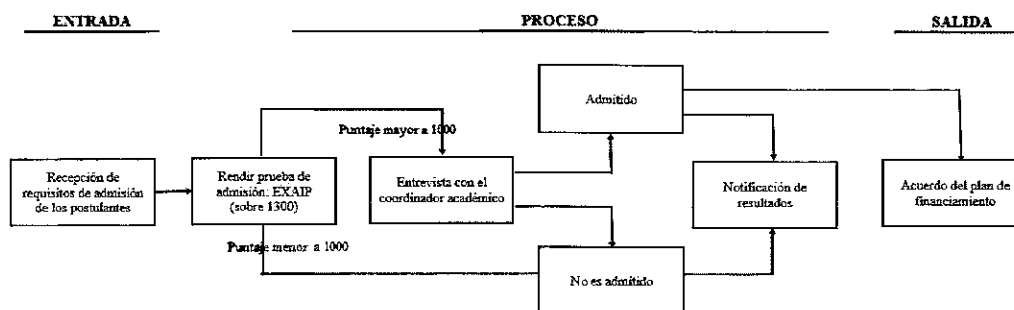 ENTRADA
PROCESO
SALIDA
Recepción de
requisitos de admisión
de los postulantes
Rendir prueba de
admisión: EXAIP
(sobre 1300)
Puntaje mayor a 1000
Puntaje menor a 1000
Entrevista con el
coordinador académico
Admitido
No es admitido
Notificación de
resultados
Acuerdo del plan de
financiamiento